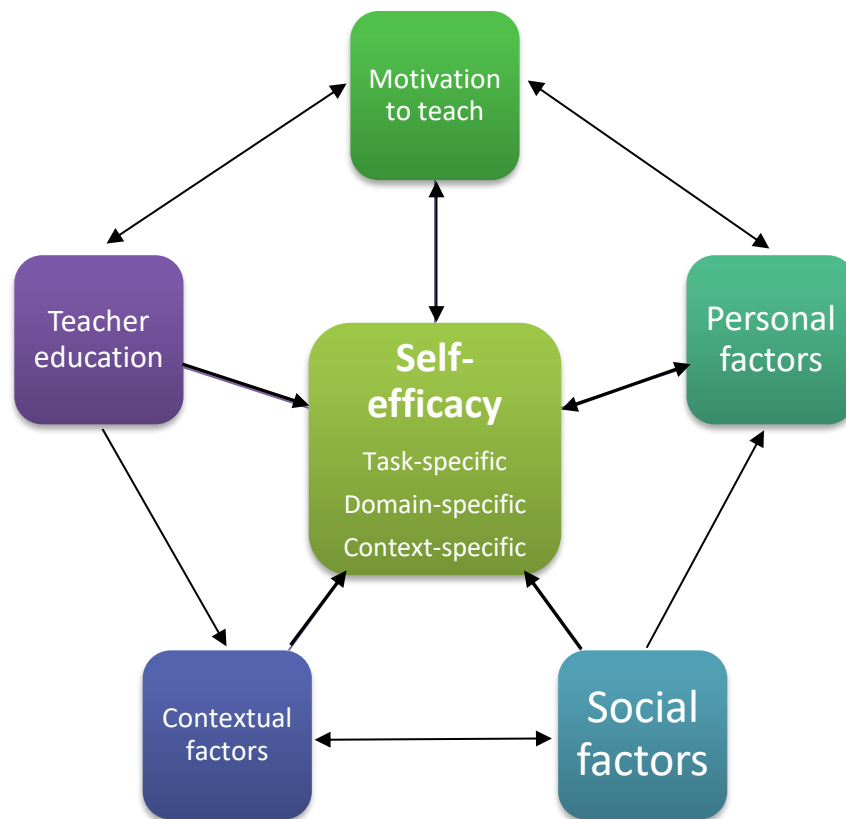 Motivation
to teach
Teacher
education
Self-
efficacy
Task-specific
Domain-specific
Context-specific
Personal
factors
Contextual
factors
Social
factors